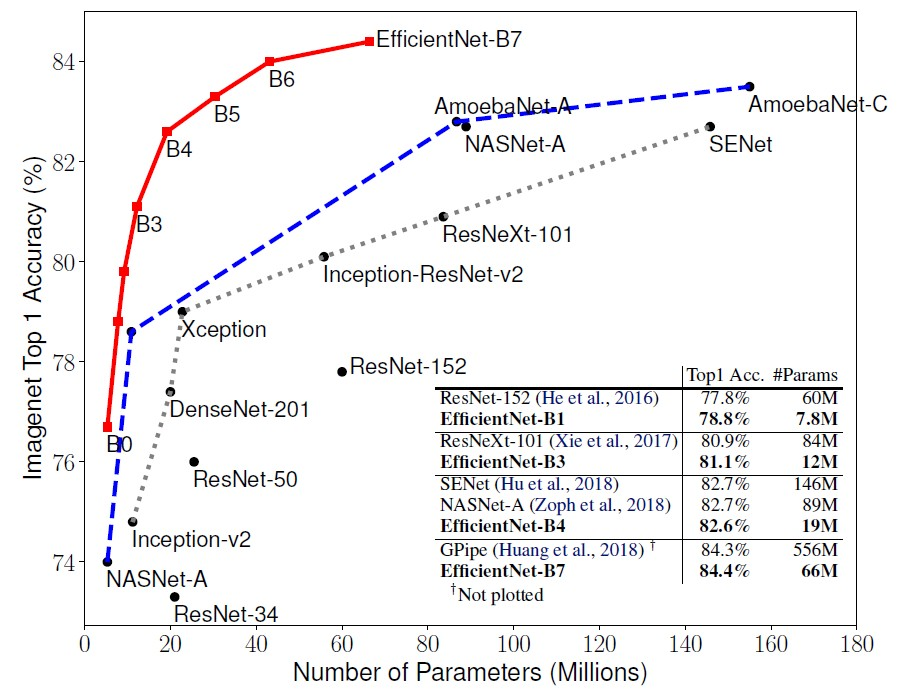 Imagenet Top 1 Accuracy (%)
84
82
80
78
76
74
EfficientNet-B7
B6
B5
B4
B3
B0
AmoebaNet-A
AmoebaNet-C
NASNet-A
SENet
ResNeXt-101
Inception-ResNet-v2
Xception
ResNet-152
DenseNet-201
ResNet-50
Inception-v2
NASNet-A
ResNet-34
Top1 Acc. #Params
ResNet-152 (He et al., 2016) 77.8% 60M
EfficientNet-B1 78.8% 7.8M
ResNeXt-101 (Xie et al., 2017) 80.9% 84M
EfficientNet-B3 81.1% 12M
SENet (Hu et al., 2018) 82.7% 146M
NASNet-A (Zoph et al., 2018) 82.7% 89M
EfficientNet-B4 82.6% 19M
GPipe (Huang et al., 2018) † 84.3% 556M
EfficientNet-B7 84.4% 66M
†Not plotted
0 20 40 60 80 100 120 140 160 180
Number of Parameters (Millions)